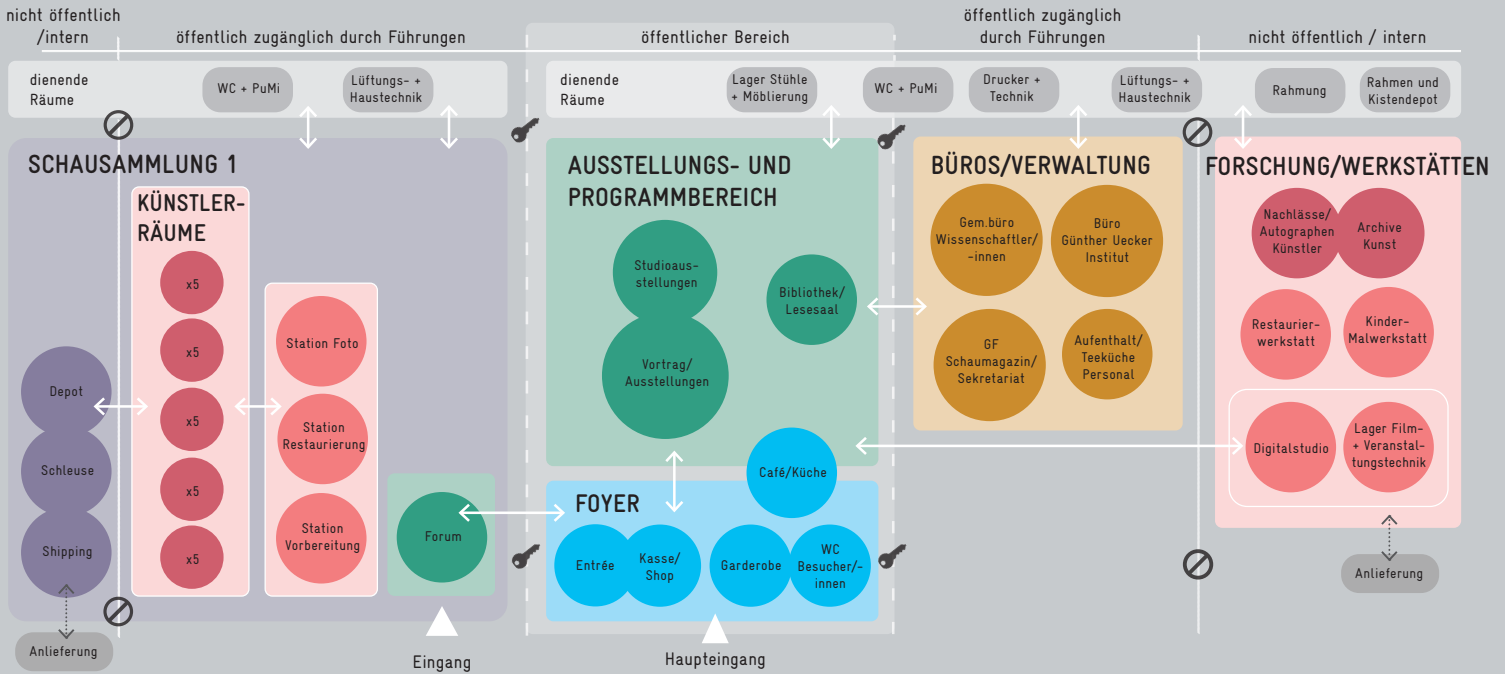 nicht öffentlich
/intern
öffentlich zugänglich durch Führungen
öffentlicher Bereich
öffentlich zugänglich
durch Führungen
nicht öffentlich / intern
dienende
Räume
WC + PuMi
Lüftungs- +
Haustechnik
dienende
Räume
Lager Stühle
+ Möblierung
WC + PuMi
Drucker +
Technik
Lüftungs- +
Haustechnik
Rahmung
Rahmen und
Kistendepot
SCHAUSAMMLUNG 1
KÜNSTLER-
RÄUME
x5
x5
x5
x5
x5
Depot
Schleuse
Shipping
Anlieferung
Station Foto
Station
Restaurierung
Station
Vorbereitung
Forum
Eingang
AUSSTELLUNGS- UND
PROGRAMMBEREICH
Studioaus-
stellungen
Vortrag/
Ausstellungen
Bibliothek/
Lesesaal
Café/Küche
FOYER
Entrée
Kasse/
Shop
Garderobe
WC
Besucher/-
innen
Haupteingang
BÜROS/VERWALTUNG
Gem.büro
Wissenschaftler/
-innen
Büro
Günther Uecker
Institut
GF
Schaumagazin/
Sekretariat
Aufenthalt/
Teeküche
Personal
FORSCHUNG/WERKSTÄTTEN
Nachlässe/
Autographen
Künstler
Archive
Kunst
Restaurier-
werkstatt
Kinder-
Malwerkstatt
Digitalstudio
Lager Film-
+ Veranstal-
tungstechnik
Anlieferung